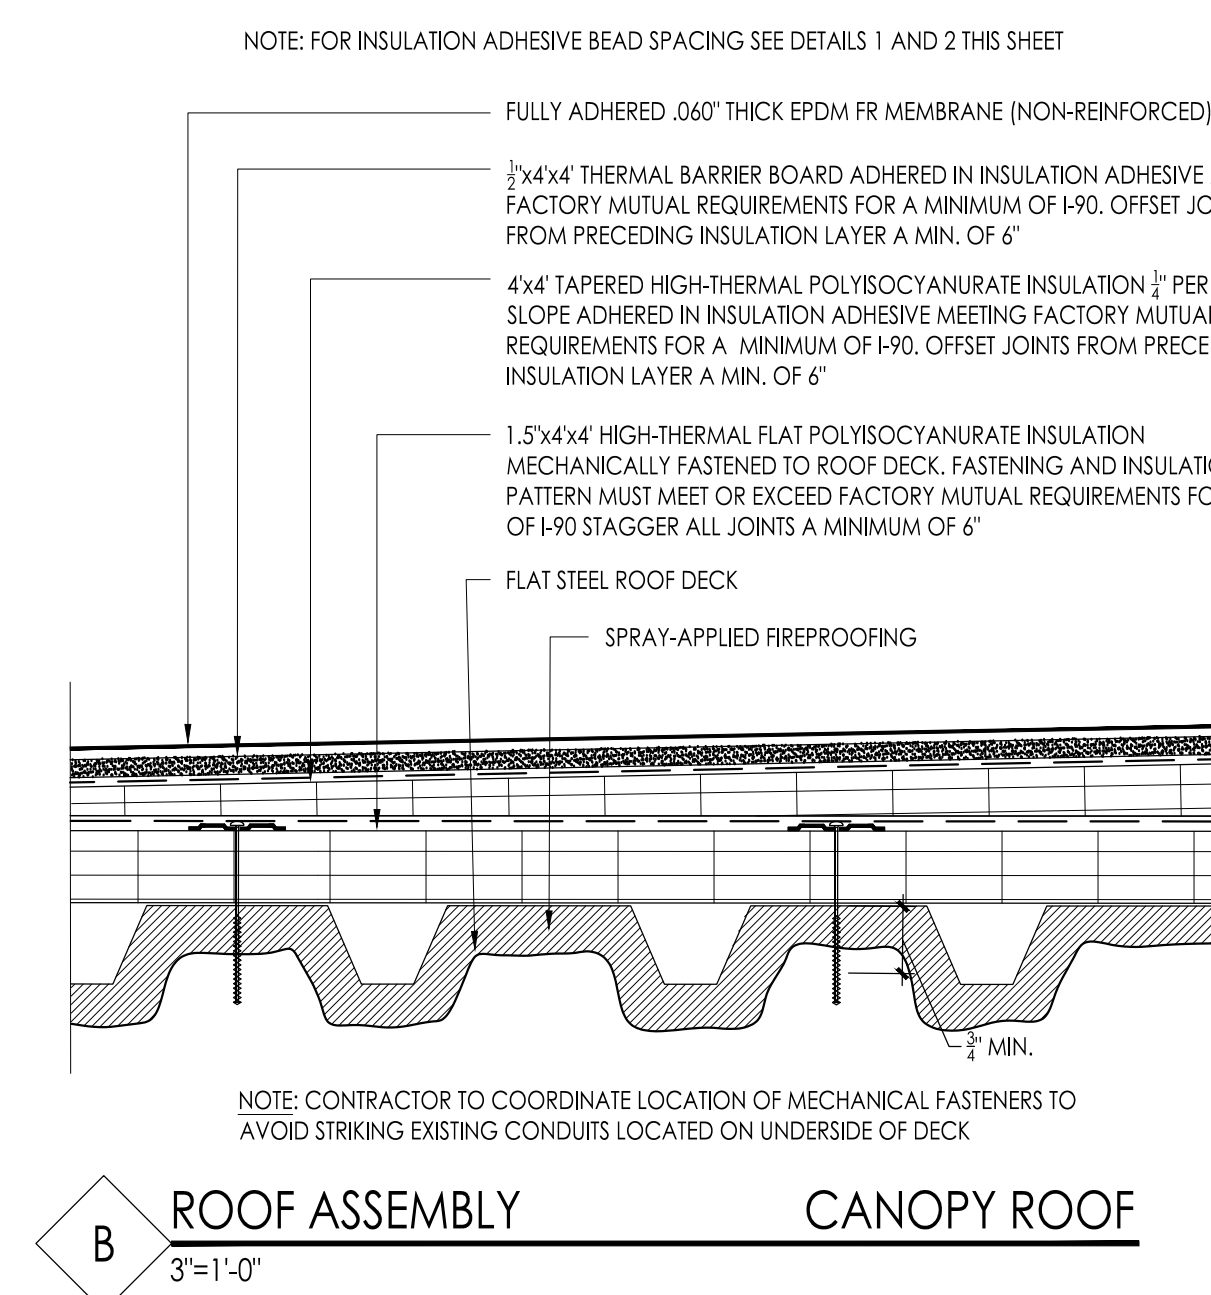 NOTE: FOR INSULATION ADHESIVE BEAD SPACING SEE DETAILS 1 AND 2 THIS SHEET
FULLY ADHERED .060" THICK EPDM FR MEMBRANE (NON-REINFORCED)
½"x4'x4' THERMAL BARRIER BOARD ADHERED IN INSULATION ADHESIVE
FACTORY MUTUAL REQUIREMENTS FOR A MINIMUM OF I-90. OFFSET
FROM PRECEDING INSULATION LAYER A MIN. OF 6"
4'x4' TAPERED HIGH-THERMAL POLYISOCYANURATE INSULATION ¼" PER
SLOPE ADHERED IN INSULATION ADHESIVE MEETING FACTORY MUTUAL
REQUIREMENTS FOR A MINIMUM OF I-90. OFFSET JOINTS FROM
INSULATION LAYER A MIN. OF 6"
1.5"x4'x4' HIGH-THERMAL FLAT POLYISOCYANURATE INSULATION
MECHANICALLY FASTENED TO ROOF DECK. FASTENING AND
PATTERN MUST MEET OR EXCEED FACTORY MUTUAL REQUIREMENTS
OF I-90 STAGGER ALL JOINTS A MINIMUM OF 6"
FLAT STEEL ROOF DECK
SPRAY-APPLIED FIREPROOFING
¾" MIN.
NOTE: CONTRACTOR TO COORDINATE LOCATION OF MECHANICAL FASTENERS TO
AVOID STRIKING EXISTING CONDUITS LOCATED ON UNDERSIDE OF DECK
B
ROOF ASSEMBLY CANOPY ROOF
3"=1'-0"